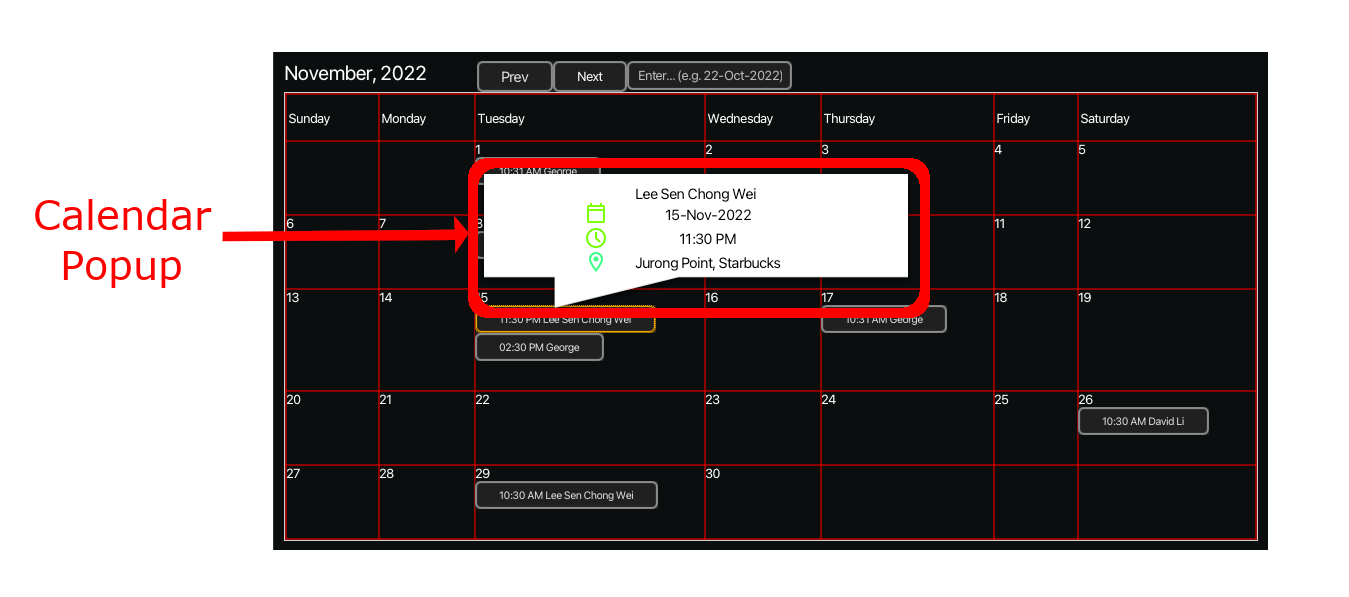 November, 2022
Prev
Next
Enter... (e.g. 22-Oct-2022)
Sunday
Monday
Tuesday
Wednesday
Thursday
Friday
Saturday
1
2
3
4
5
10:31 AM George
Calendar
Popup
Lee Sen Chong Wei
15-Nov-2022
11:30 PM
Jurong Point, Starbucks
6
7
8
11
12
13
14
15
16
17
18
19
11:30 PM Lee Sen Chong Wei
10:31 AM George
02:30 PM George
20
21
22
23
24
25
26
10:30 AM David Li
27
28
29
30
10:30 AM Lee Sen Chong Wei